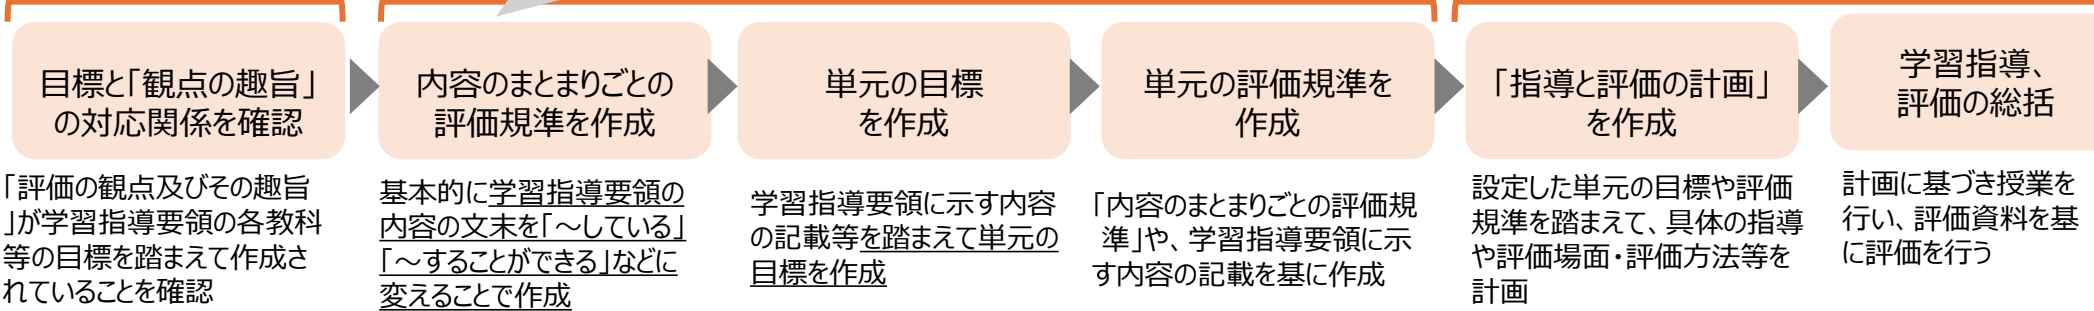 目標と「観点の趣旨」
の対応関係を確認
内容のまとまりごとの
評価規準を作成
単元の目標
を作成
単元の評価規準を
作成
「指導と評価の計画」
を作成
学習指導、
評価の総括
「評価の観点及びその趣旨
」が学習指導要領の各教科
等の目標を踏まえて作成さ
れていることを確認
基本的に学習指導要領の
内容の文末を「～している」
「～することができる」などに
変えることで作成
学習指導要領に示す内容
の記載等を踏まえて単元の
目標を作成
「内容のまとまりごとの評価規
準」や、学習指導要領に示
す内容の記載を基に作成
設定した単元の目標や評価
規準を踏まえて、具体の指導
や評価場面・評価方法等を
計画
計画に基づき授業を
行い、評価資料を基
に評価を行う